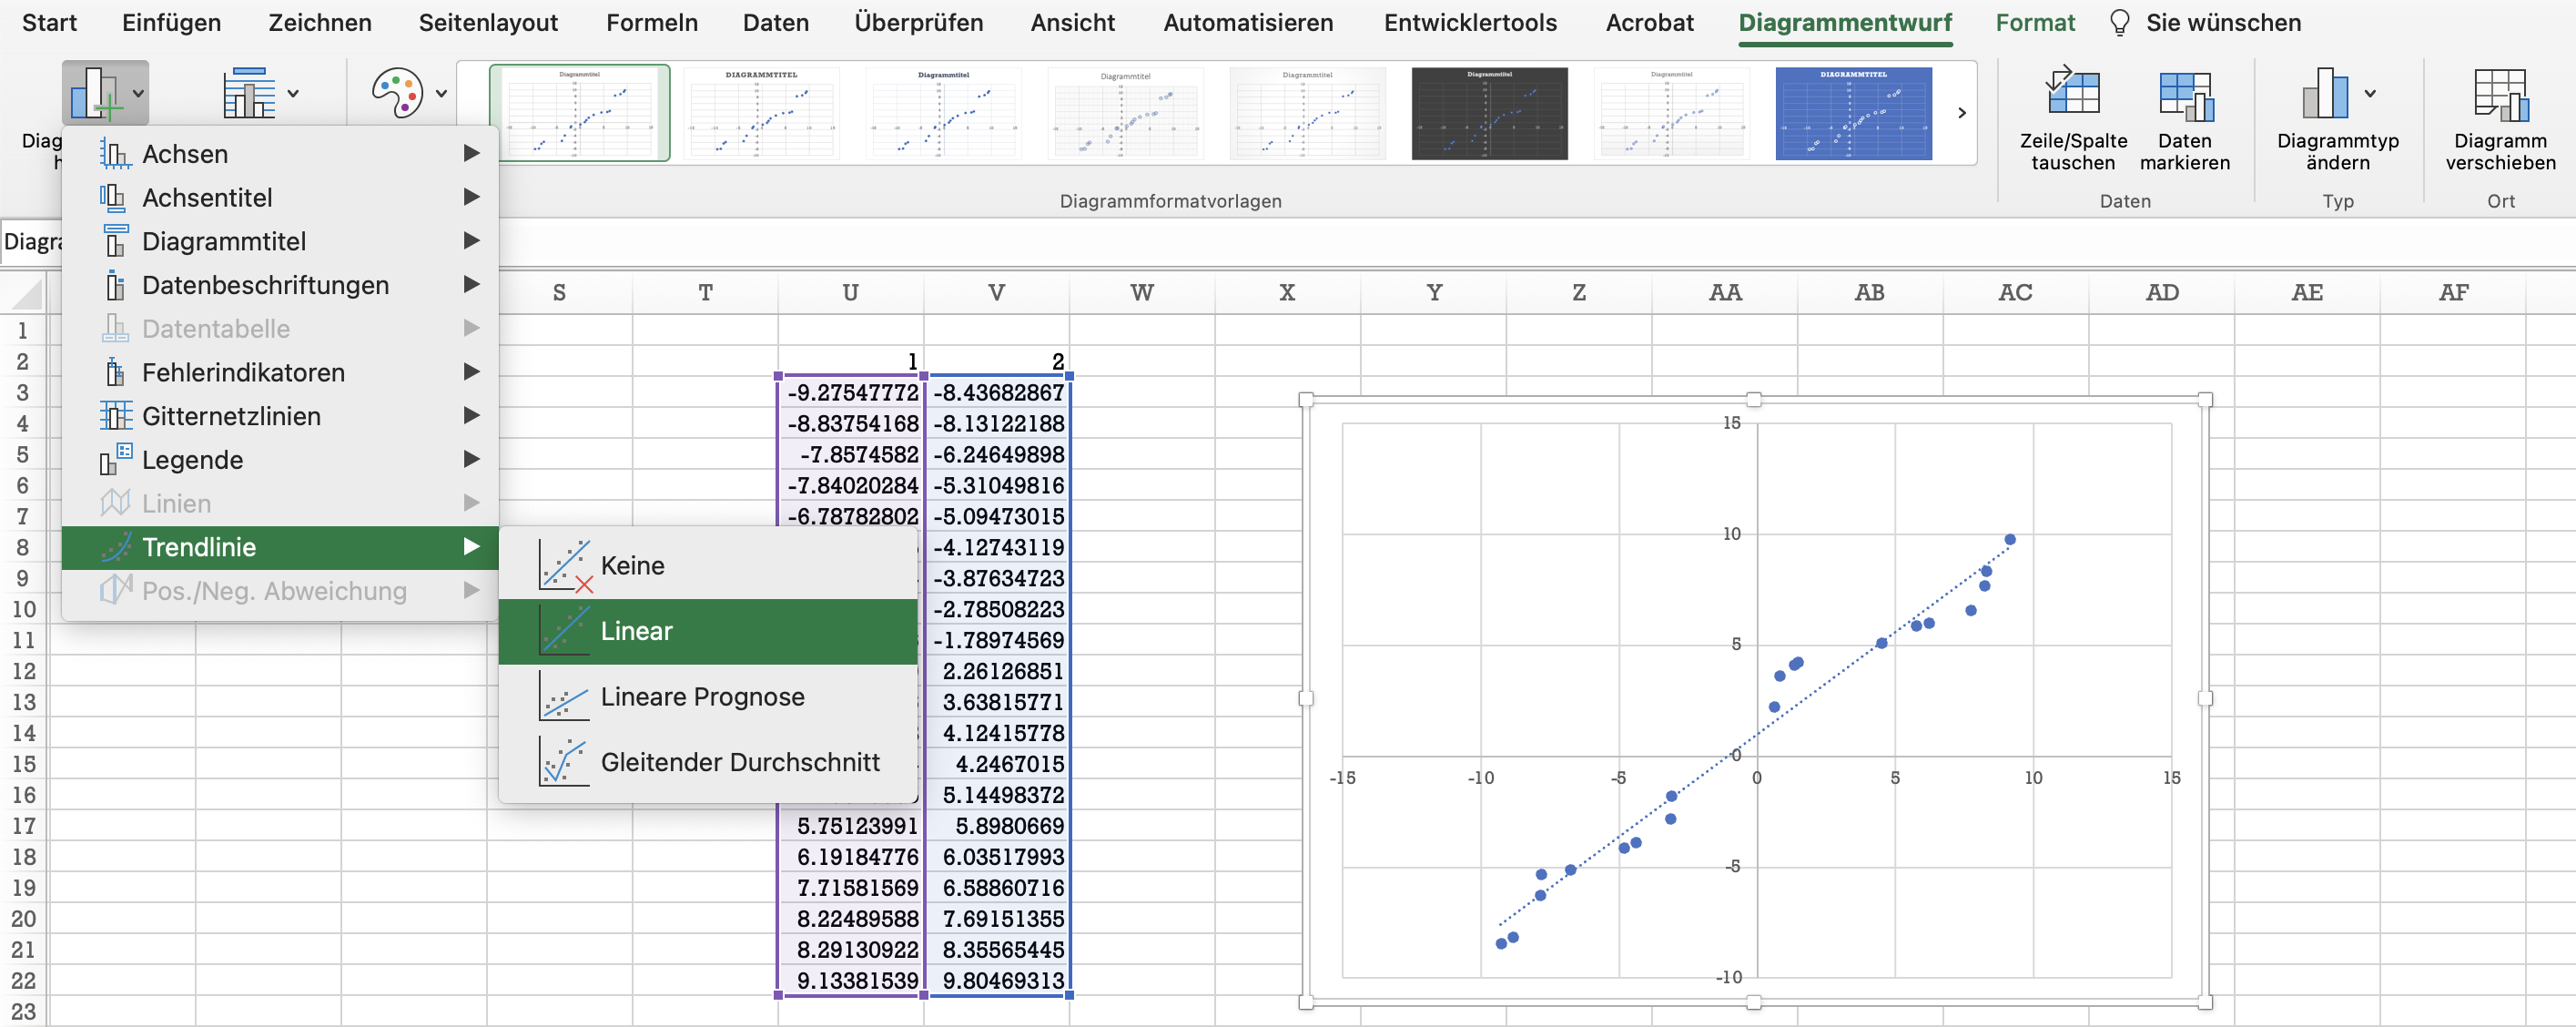 Start Einfügen Zeichnen Seitenlayout Formeln Daten Überprüfen Ansicht Automatisieren Entwicklertools Acrobat Diagrammentwurf Format Sie wünschen
Diagrammtitel DIAGRAMMTITEL Diagrammtitel Diagrammtitel Diagrammtitel Diagrammtitel Diagrammtitel DIAGRAMMTITEL
Zeile/Spalte tauschen
Daten markieren
Diagrammtyp ändern
Diagramm verschieben
Diagrammformatvorlagen Daten Typ Ort
Achsen
Achsentitel
Diagrammtitel
Datenbeschriftungen
Datentabelle
Fehlerindikatoren
Gitternetzlinien
Legende
Linien
Trendlinie
Pos./Neg. Abweichung
Keine
Linear
Lineare Prognose
Gleitender Durchschnitt
S T U V W X Y Z AA AB AC AD AE AF
1
2 1 2
3 -9.27547772 -8.43682867
4 -8.83754168 -8.13122188
5 -7.8574582 -6.24649898
6 -7.84020284 -5.31049816
7 -6.78782802 -5.09473015
8 -4.12743119
9 -3.87634723
10 -2.78508223
11 -1.78974569
12 2.26126851
13 3.63815771
14 4.12415778
15 4.2467015
16 5.14498372
17 5.75123991 5.8980669
18 6.19184776 6.03517993
19 7.71581569 6.58860716
20 8.22489588 7.69151355
21 8.29130922 8.35565445
22 9.13381539 9.80469313
23
15
10
5
0
-15 -10 -5 0 5 10 15
-5
-10